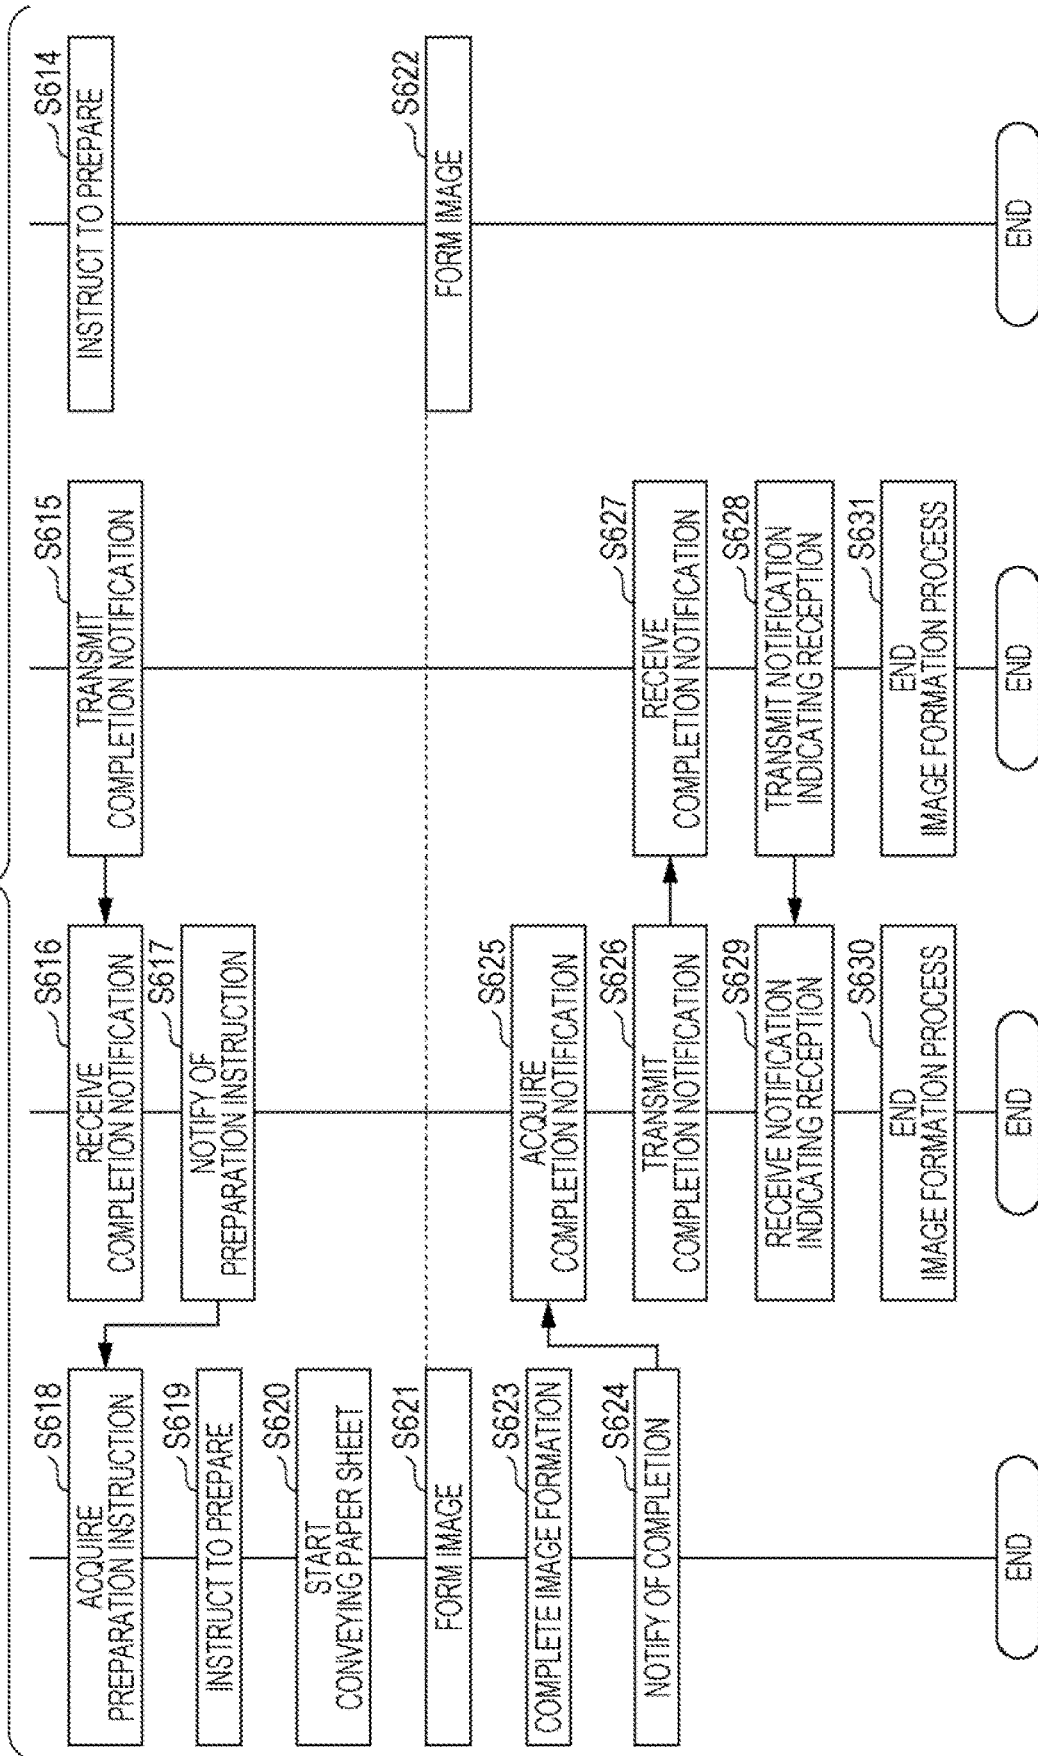 S618
ACQUIRE
PREPARATION INSTRUCTION
S619
INSTRUCT TO PREPARE
S620
START
CONVEYING PAPER SHEET
S621
FORM IMAGE
S623
COMPLETE IMAGE FORMATION
S624
NOTIFY OF COMPLETION
END
S616
RECEIVE
COMPLETION NOTIFICATION
S617
NOTIFY OF
PREPARATION INSTRUCTION
S625
ACQUIRE
COMPLETION NOTIFICATION
S626
TRANSMIT
COMPLETION NOTIFICATION
S629
RECEIVE NOTIFICATION
INDICATING RECEPTION
S630
END
IMAGE FORMATION PROCESS
END
S615
TRANSMIT
COMPLETION NOTIFICATION
S627
RECEIVE
COMPLETION NOTIFICATION
S628
TRANSMIT NOTIFICATION
INDICATING RECEPTION
S631
END
IMAGE FORMATION PROCESS
END
S614
INSTRUCT TO PREPARE
S622
FORM IMAGE
END